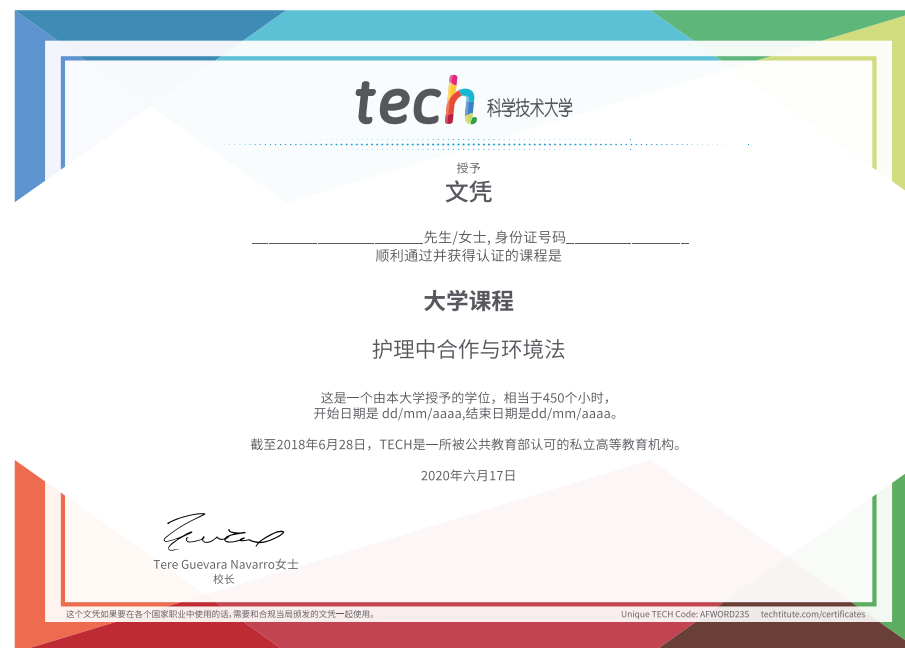 tech 科学技术大学
授予
文凭
______________________先生/女士, 身份证号码________________
顺利通过并获得认证的课程是
大学课程
护理中合作与环境法
这是一个由本大学授予的学位，相当于450个小时，
开始日期是 dd/mm/aaaa,结束日期是dd/mm/aaaa。
截至2018年6月28日，TECH是一所被公共教育部认可的私立高等教育机构。
2020年六月17日
Tere Guevara Navarro女士
校长
这个文凭如果要在各个国家职业中使用的话, 需要和合规当局颁发的文凭一起使用。
Unique TECH Code: AFWORD23S techtitute.com/certificates